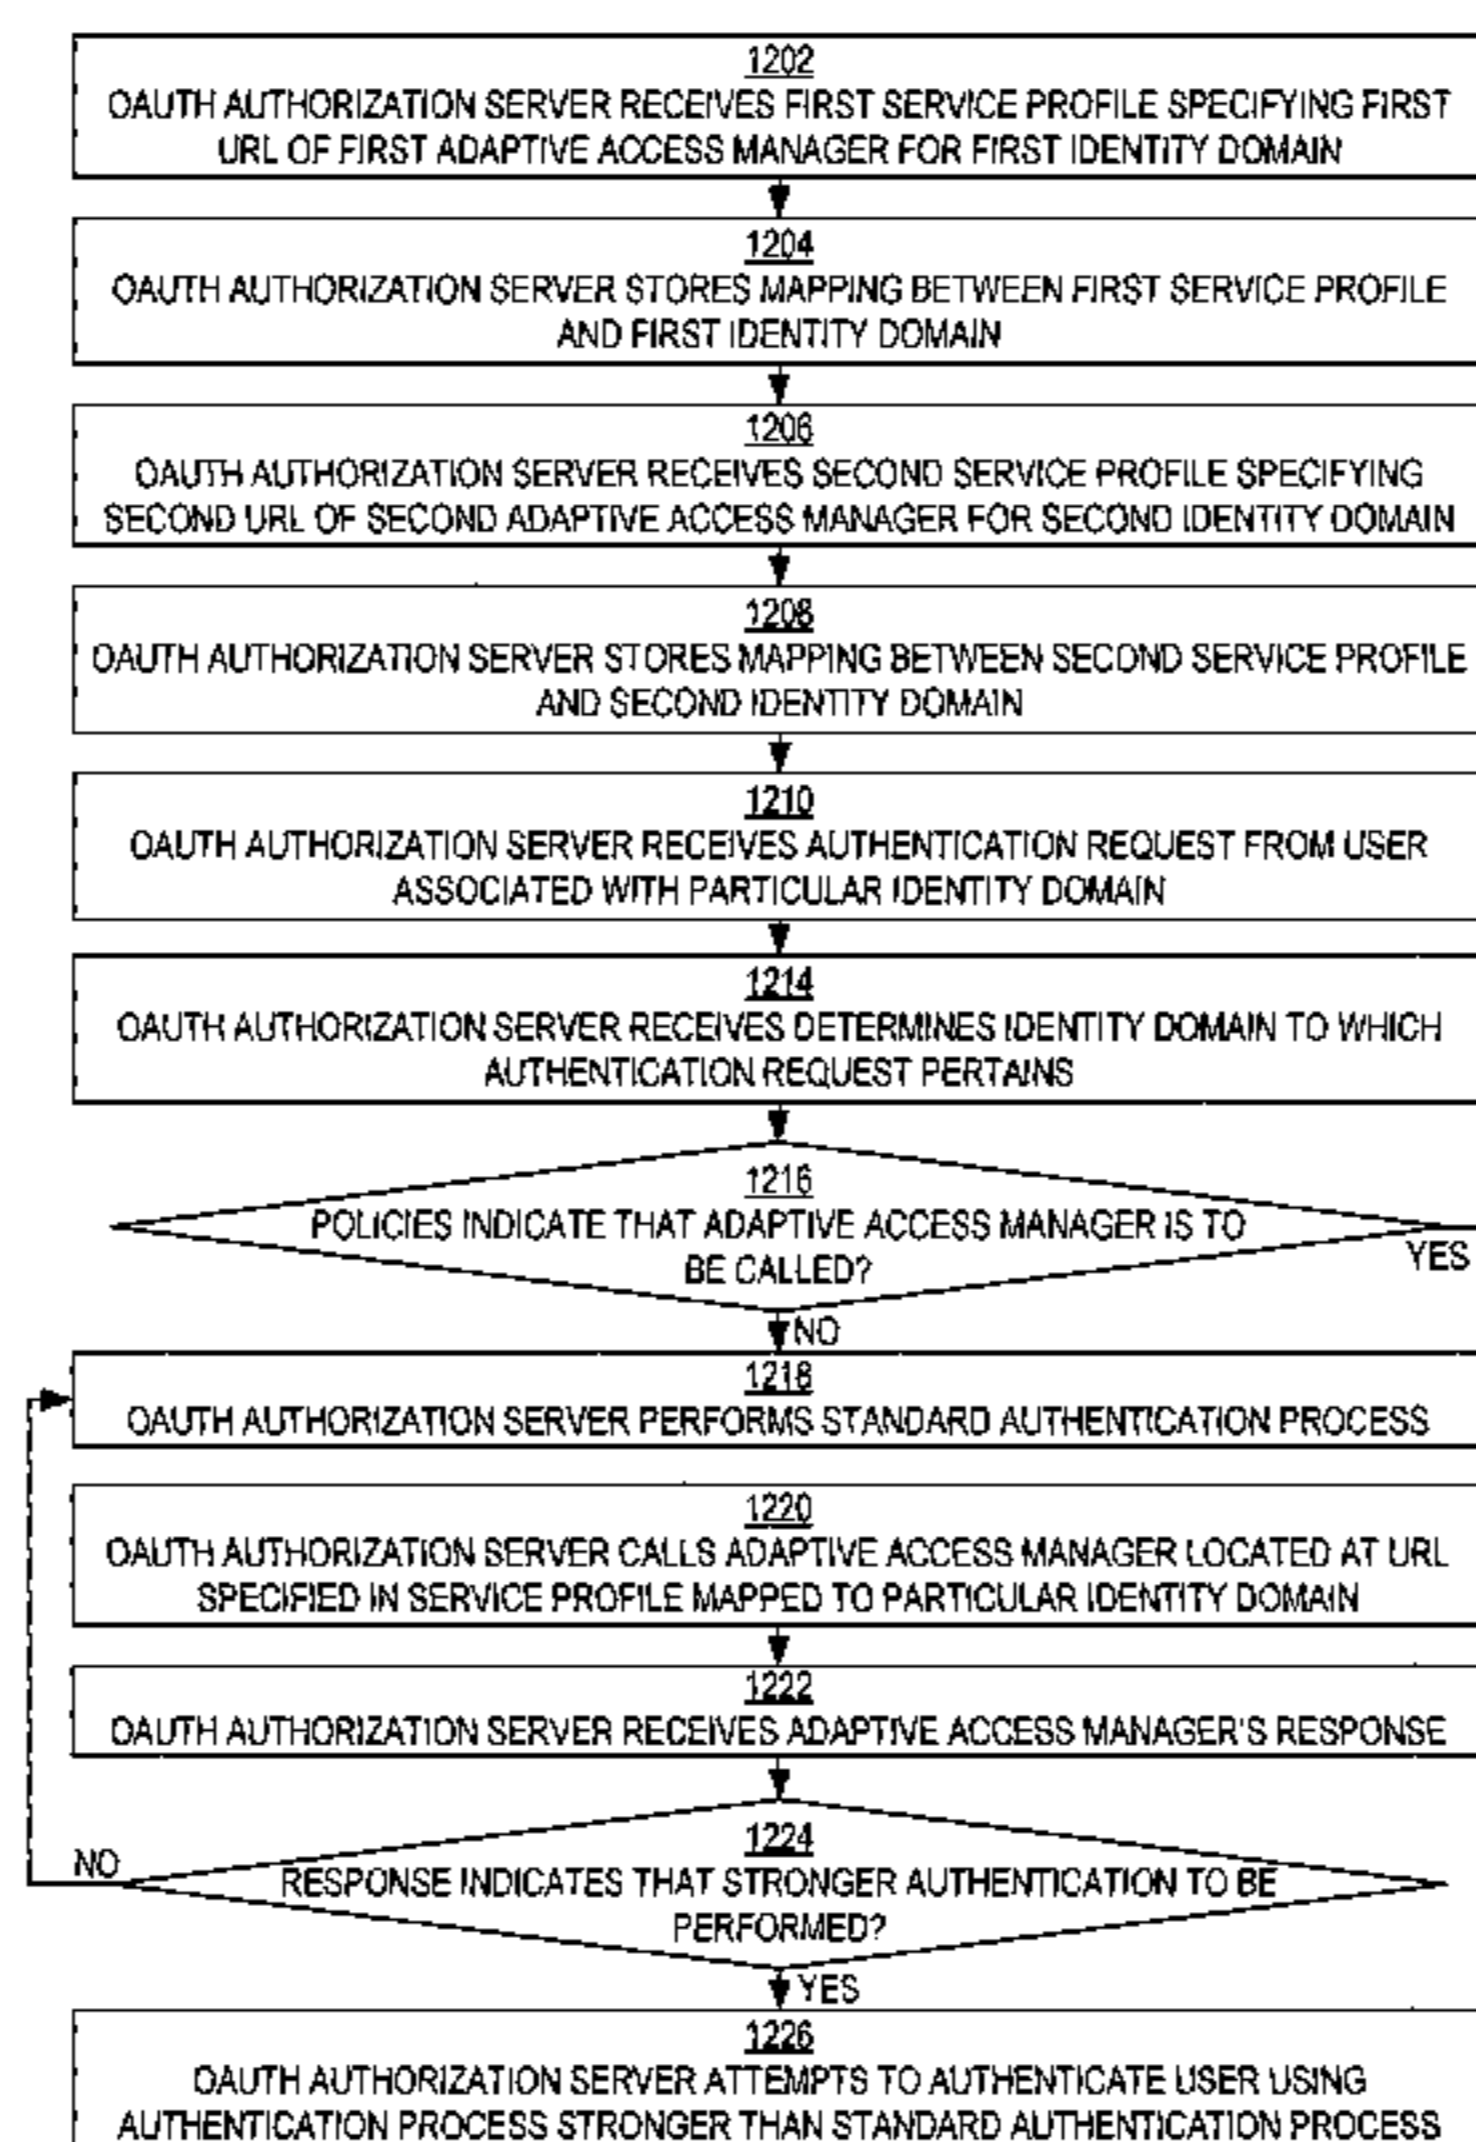 1202
OAUTH AUTHORIZATION SERVER RECEIVES FIRST SERVICE PROFILE SPECIFYING FIRST
URL OF FIRST ADAPTIVE ACCESS MANAGER FOR FIRST IDENTITY DOMAIN
1204
OAUTH AUTHORIZATION SERVER STORES MAPPING BETWEEN FIRST SERVICE PROFILE
AND FIRST IDENTITY DOMAIN
1206
OAUTH AUTHORIZATION SERVER RECEIVES SECOND SERVICE PROFILE SPECIFYING
SECOND URL OF SECOND ADAPTIVE ACCESS MANAGER FOR SECOND IDENTITY DOMAIN
1208
OAUTH AUTHORIZATION SERVER STORES MAPPING BETWEEN SECOND SERVICE PROFILE
AND SECOND IDENTITY DOMAIN
1210
OAUTH AUTHORIZATION SERVER RECEIVES AUTHENTICATION REQUEST FROM USER
ASSOCIATED WITH PARTICULAR IDENTITY DOMAIN
1214
OAUTH AUTHORIZATION SERVER RECEIVES DETERMINES IDENTITY DOMAIN TO WHICH
AUTHENTICATION REQUEST PERTAINS
1216
POLICIES INDICATE THAT ADAPTIVE ACCESS MANAGER IS TO
BE CALLED?
YES
NO
1218
OAUTH AUTHORIZATION SERVER PERFORMS STANDARD AUTHENTICATION PROCESS
1220
OAUTH AUTHORIZATION SERVER CALLS ADAPTIVE ACCESS MANAGER LOCATED AT URL
SPECIFIED IN SERVICE PROFILE MAPPED TO PARTICULAR IDENTITY DOMAIN
1222
OAUTH AUTHORIZATION SERVER RECEIVES ADAPTIVE ACCESS MANAGER'S RESPONSE
1224
NO
RESPONSE INDICATES THAT STRONGER AUTHENTICATION TO BE
PERFORMED?
YES
1226
OAUTH AUTHORIZATION SERVER ATTEMPTS TO AUTHENTICATE USER USING
AUTHENTICATION PROCESS STRONGER THAN STANDARD AUTHENTICATION PROCESS